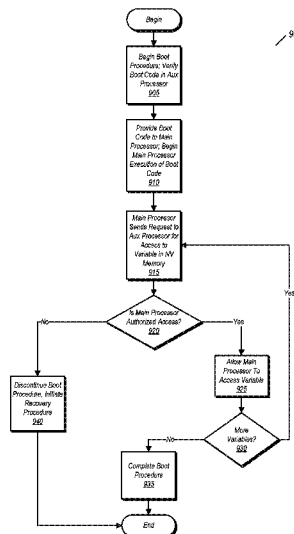 Begin
9
Begin Boot
Procedure; Verify
Boot Code in Aux
Processor
905
Provide Boot
Code to Main
Processor; Begin
Main Processor
Execution of Boot
Code
910
Main Processor
Sends Request to
Aux Processor for
Access to
Variable in NV
Memory
915
Is Main Processor
Authorized Access?
920
No
Yes
Yes
Discontinue Boot
Procedure, Initiate
Recovery
Procedure
940
Allow Main
Processor To
Access Variable
925
More
Variables?
930
No
Complete Boot
Procedure
935
End